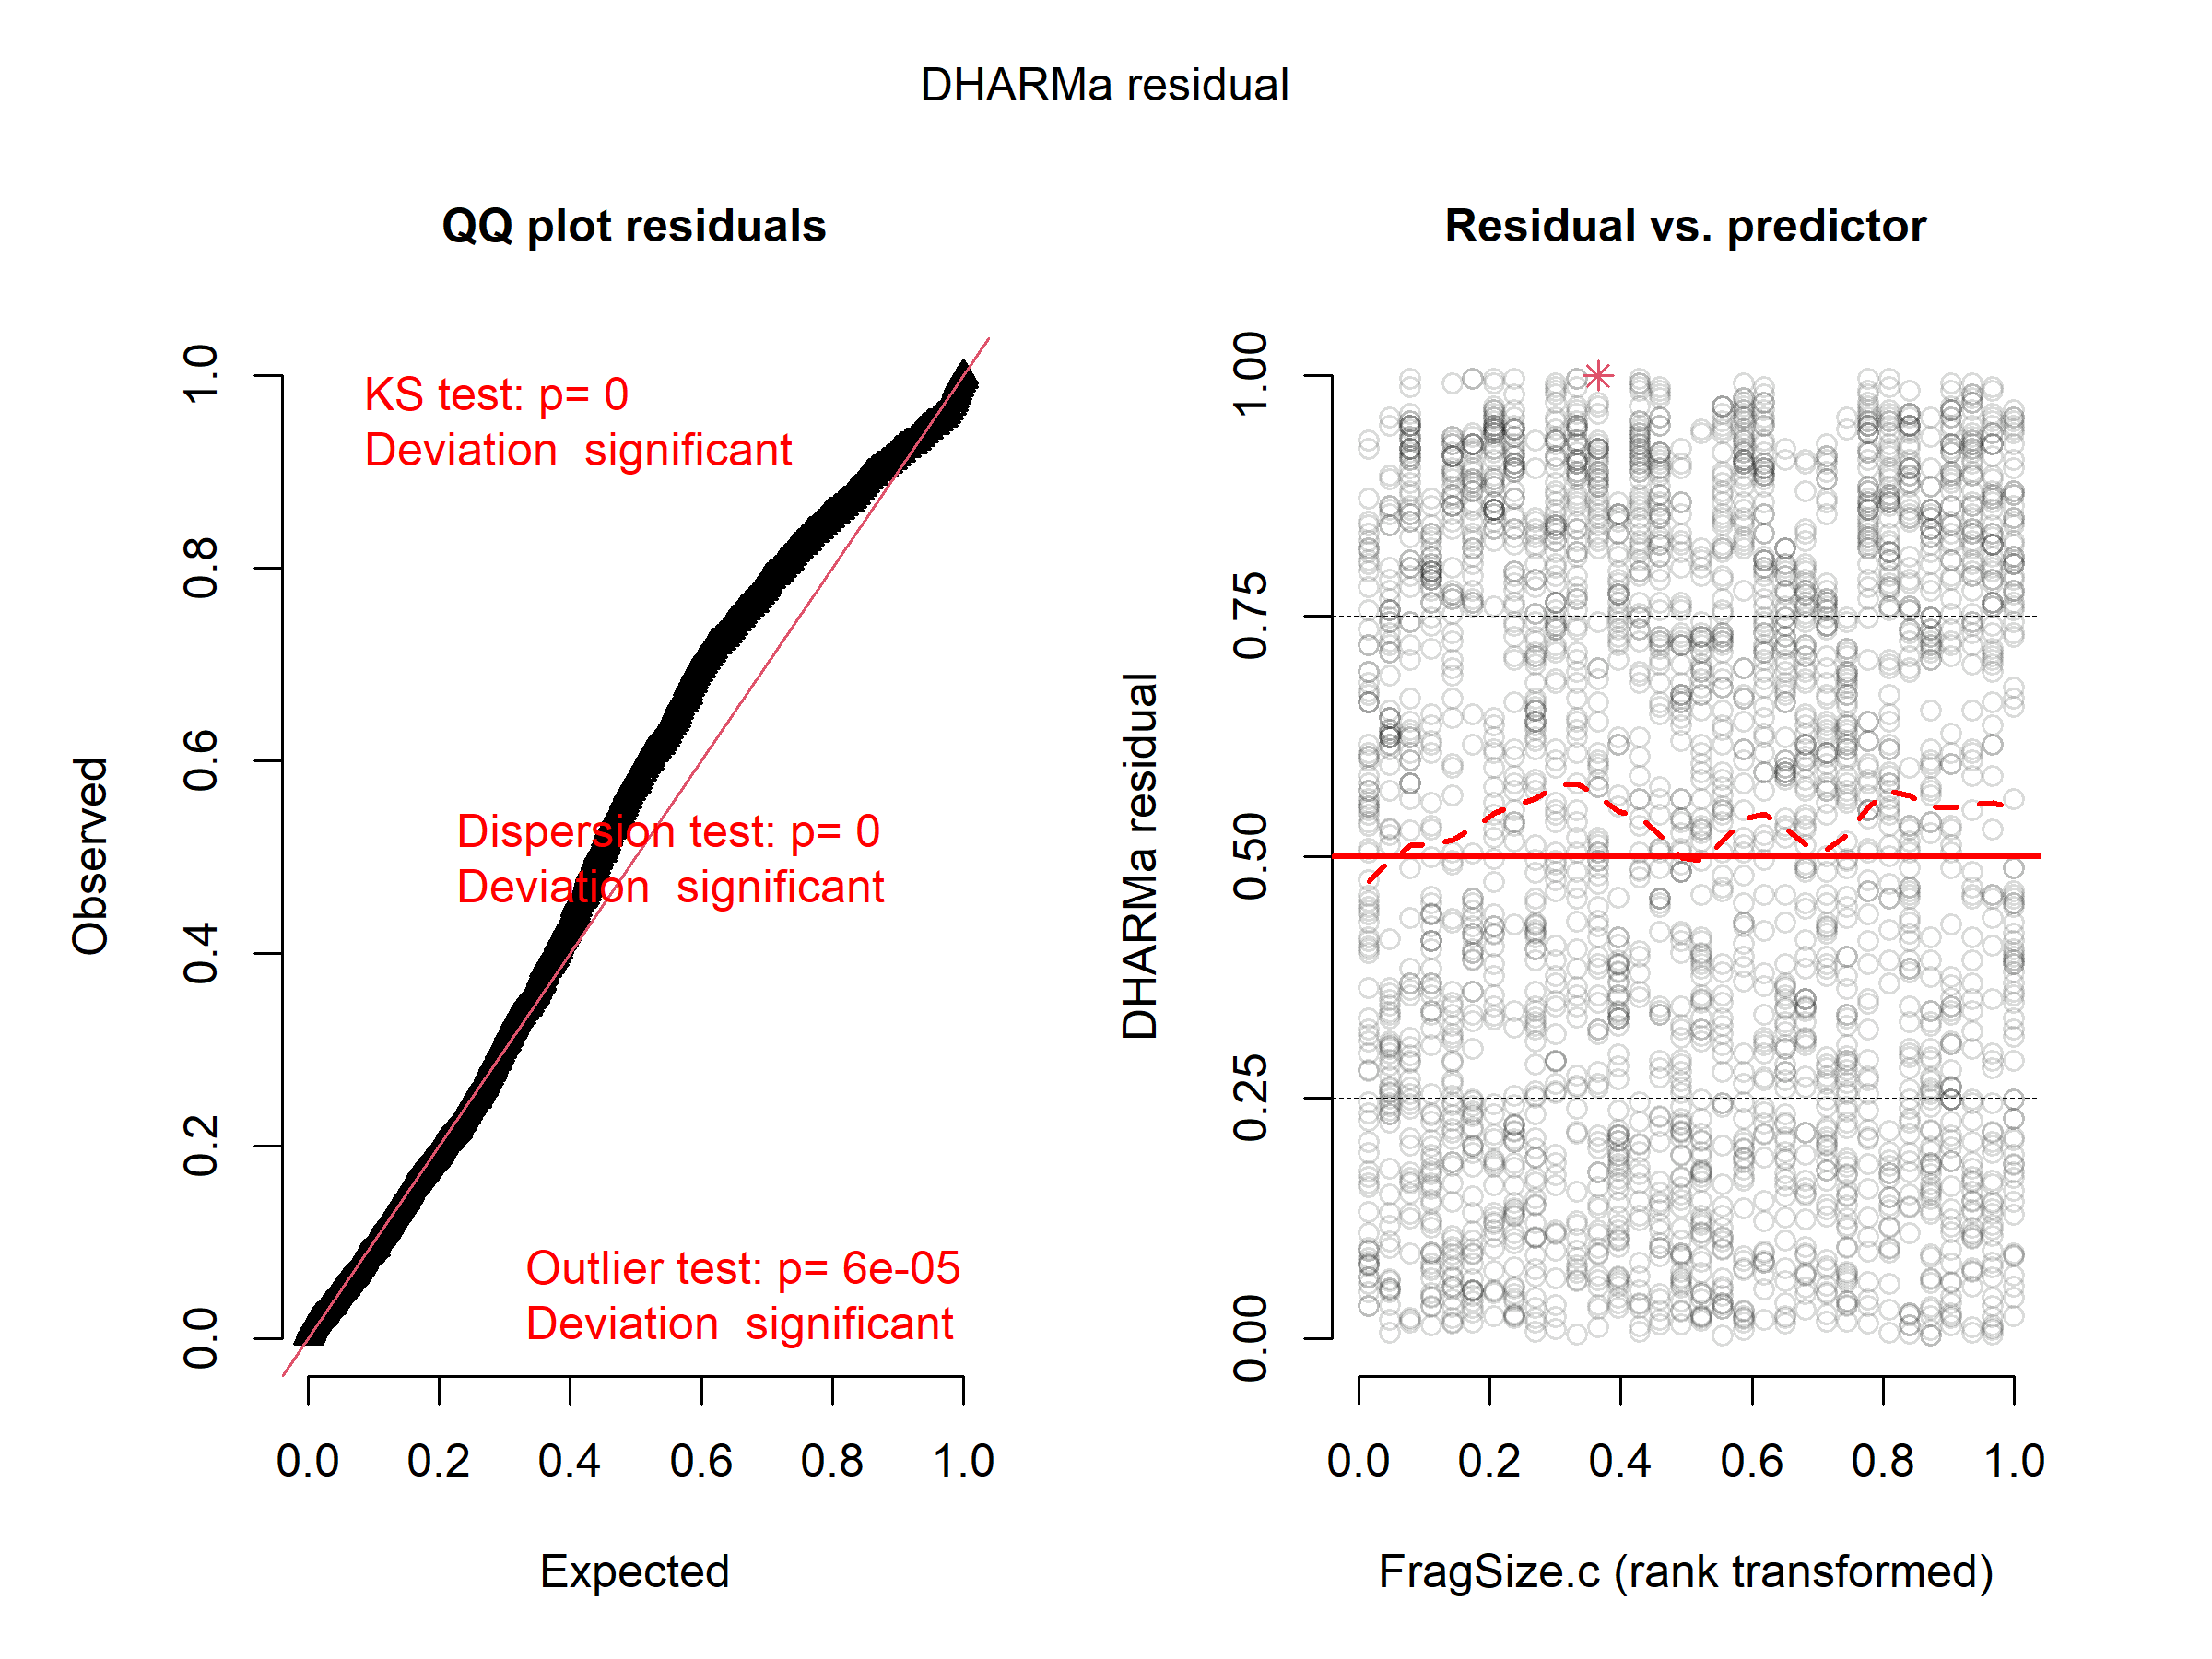 DHARMa residual
QQ plot residuals
KS test: p= 0
Deviation  significant
Dispersion test: p= 0
Deviation  significant
Outlier test: p= 6e-05
Deviation  significant
Observed
1.0
0.8
0.6
0.4
0.2
0.0
0.0 0.2 0.4 0.6 0.8 1.0
Expected
Residual vs. predictor
DHARMa residual
1.00
0.75
0.50
0.25
0.00
0.0 0.2 0.4 0.6 0.8 1.0
FragSize.c (rank transformed)